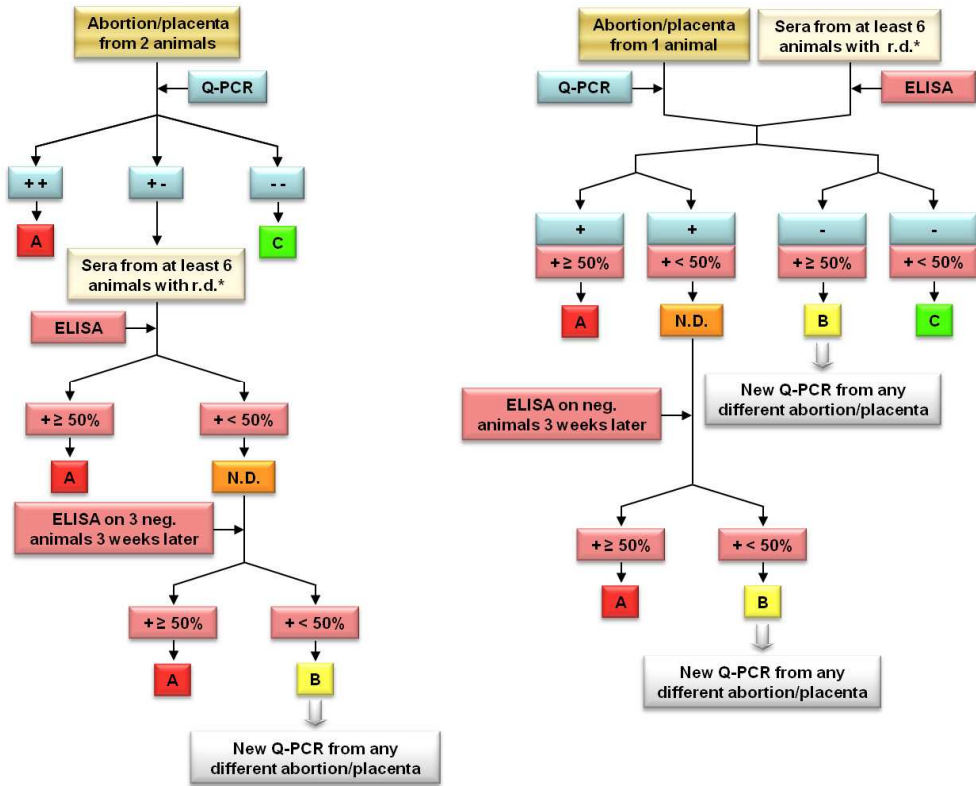 Abortion/placenta
from 2 animals
Q-PCR
+ +
+ -
- -
A
C
Sera from at least 6
animals with r.d.*
ELISA
+ ≥ 50%
+ < 50%
A
N.D.
ELISA on 3 neg.
animals 3 weeks later
+ ≥ 50%
+ < 50%
A
B
New Q-PCR from any
different abortion/placenta
Abortion/placenta
from 1 animal
Sera from at least 6
animals with r.d.*
Q-PCR
ELISA
+
+
-
-
+ ≥ 50%
+ < 50%
+ ≥ 50%
+ < 50%
A
N.D.
B
C
New Q-PCR from any
different abortion/placenta
ELISA on neg.
animals 3 weeks later
+ ≥ 50%
+ < 50%
A
B
New Q-PCR from any
different abortion/placenta